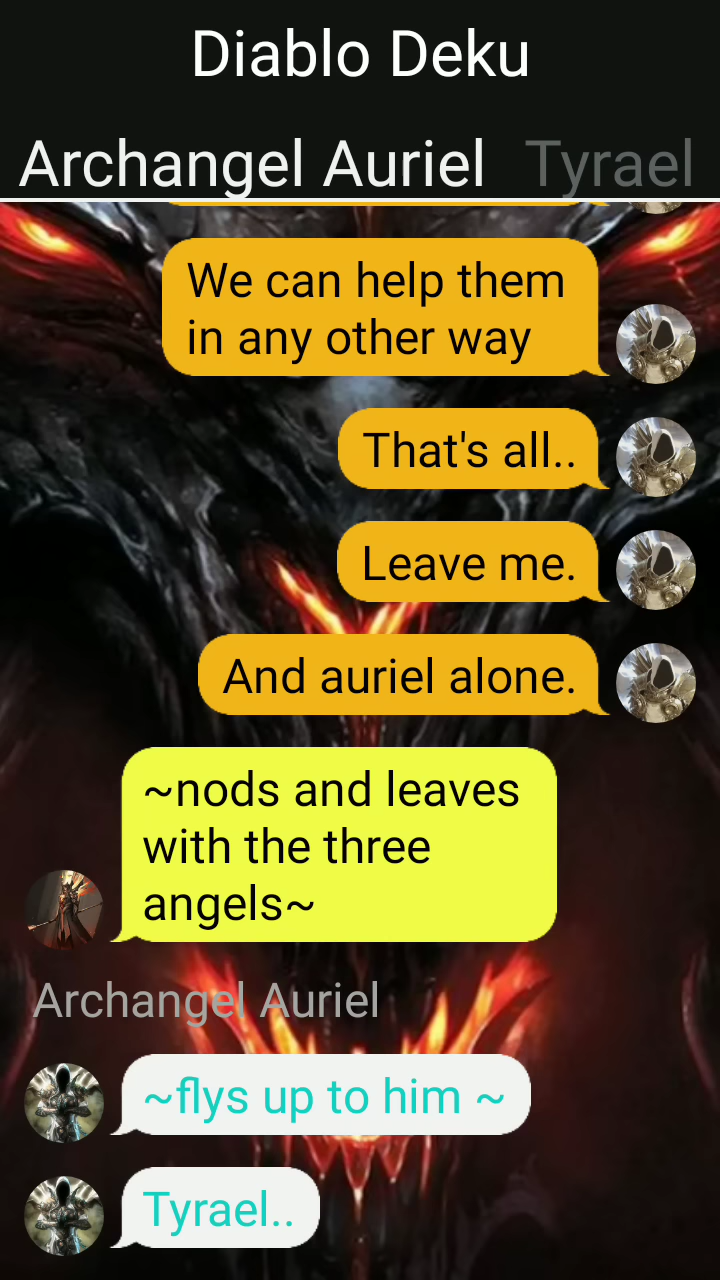 Diablo Deku
Archangel Auriel Tyrael
We can help them
in any other way
That's all..
Leave me.
And auriel alone.
~nods and leaves
with the three
angels~
Archangel Auriel
~flys up to him ~
Tyrael..